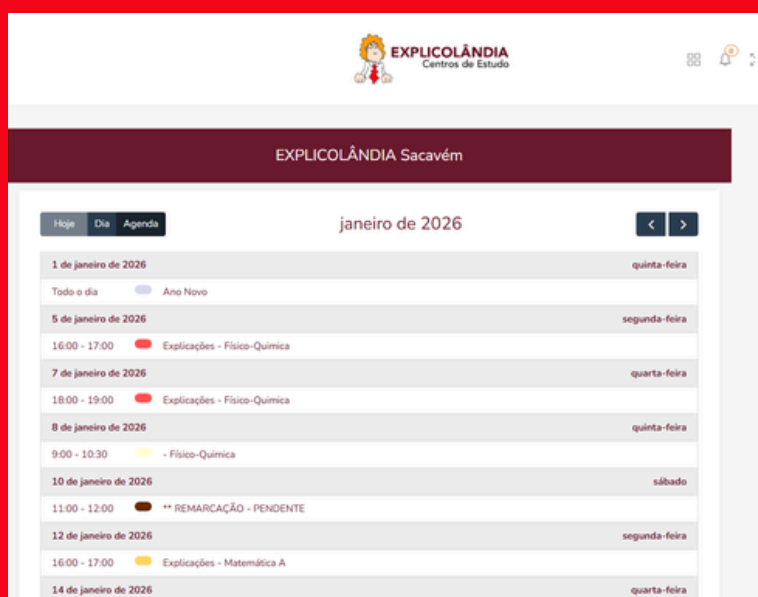 EXPLICOLÂNDIA
Centros de Estudo
EXPLICOLÂNDIA Sacavém
Hoje Dia Agenda
janeiro de 2026
1 de janeiro de 2026 quinta-feira
Todo o dia Ano Novo
5 de janeiro de 2026 segunda-feira
16:00 - 17:00 Explicações - Físico-Quimica
7 de janeiro de 2026 quarta-feira
18:00 - 19:00 Explicações - Físico-Quimica
8 de janeiro de 2026 quinta-feira
9:00 - 10:30 - Físico-Quimica
10 de janeiro de 2026 sábado
11:00 - 12:00 ** REMARCAÇÃO - PENDENTE
12 de janeiro de 2026 segunda-feira
16:00 - 17:00 Explicações - Matemática A
14 de janeiro de 2026 quarta-feira